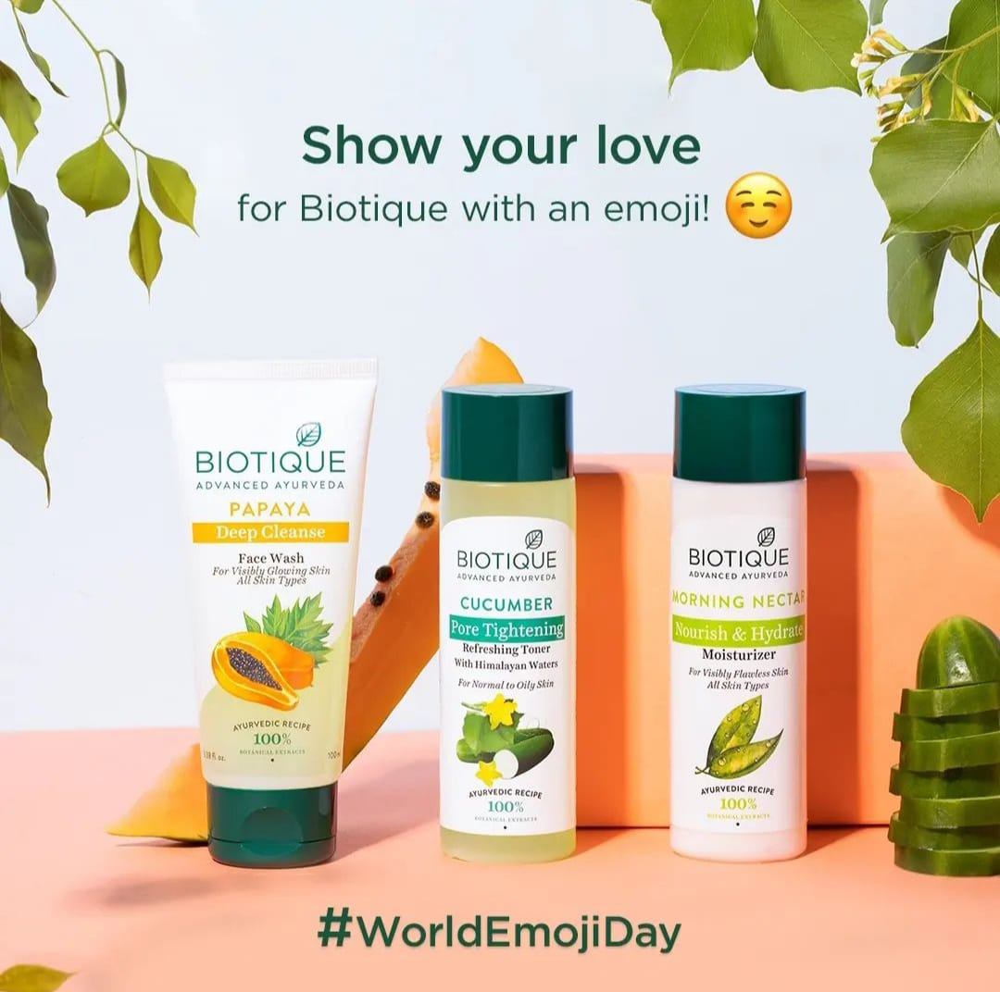 Show your love
for Biotique with an emoji! ☺️
BIOTIQUE
ADVANCED AYURVEDA
PAPAYA
Deep Cleanse
Face Wash
For Visibly Glowing Skin
All Skin Types
AYURVEDIC RECIPE
100%
BOTANICAL EXTRACTS
BIOTIQUE
ADVANCED AYURVEDA
CUCUMBER
Pore Tightening
Refreshing Toner
With Himalayan Waters
For Normal to Oily Skin
AYURVEDIC RECIPE
100%
BOTANICAL EXTRACTS
BIOTIQUE
ADVANCED AYURVEDA
MORNING NECTAR
Nourish & Hydrate
Moisturizer
For Visibly Flawless Skin
All Skin Types
AYURVEDIC RECIPE
100%
BOTANICAL EXTRACTS
#WorldEmojiDay